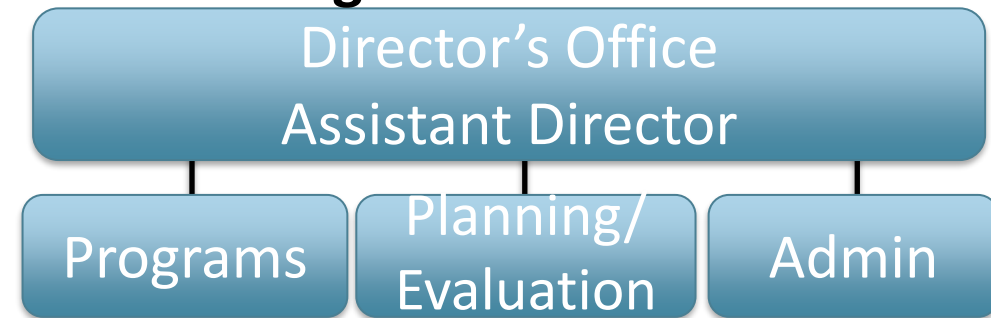 Director’s Office
Assistant Director
Programs
Planning/
Evaluation
Admin